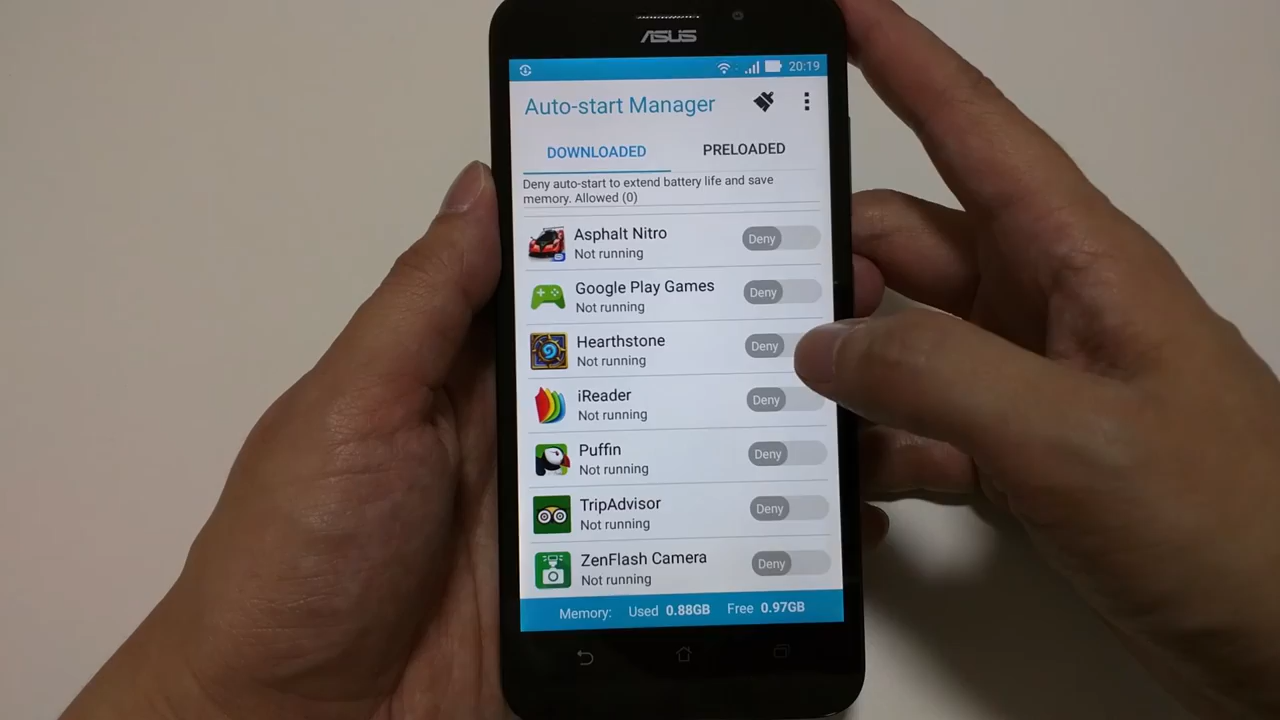 ASUS
20:19
Auto-start Manager
DOWNLOADED
PRELOADED
Deny auto-start to extend battery life and save
memory. Allowed (0)
Asphalt Nitro
Not running
Deny
Google Play Games
Not running
Deny
Hearthstone
Not running
Deny
iReader
Not running
Deny
Puffin
Not running
Deny
TripAdvisor
Not running
Deny
ZenFlash Camera
Not running
Deny
Memory: Used 0.88GB Free 0.97GB